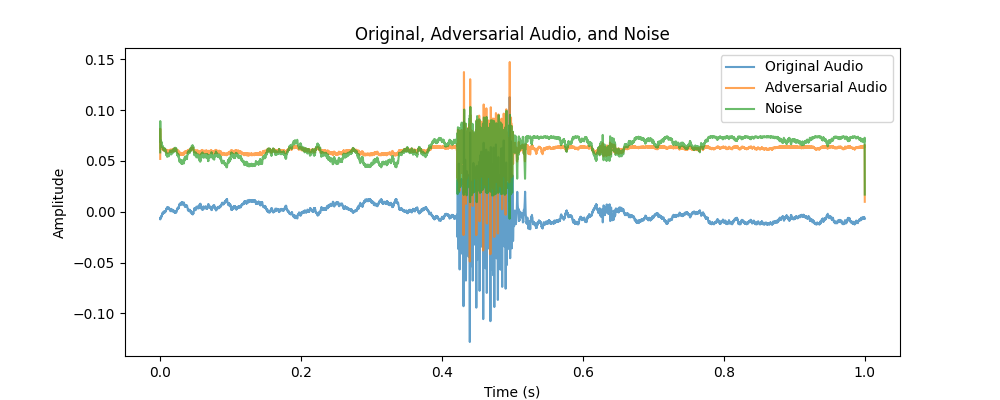 Original, Adversarial Audio, and Noise
Original Audio
Adversarial Audio
Noise
Amplitude
0.15
0.10
0.05
0.00
−0.05
−0.10
0.0 0.2 0.4 0.6 0.8 1.0
Time (s)